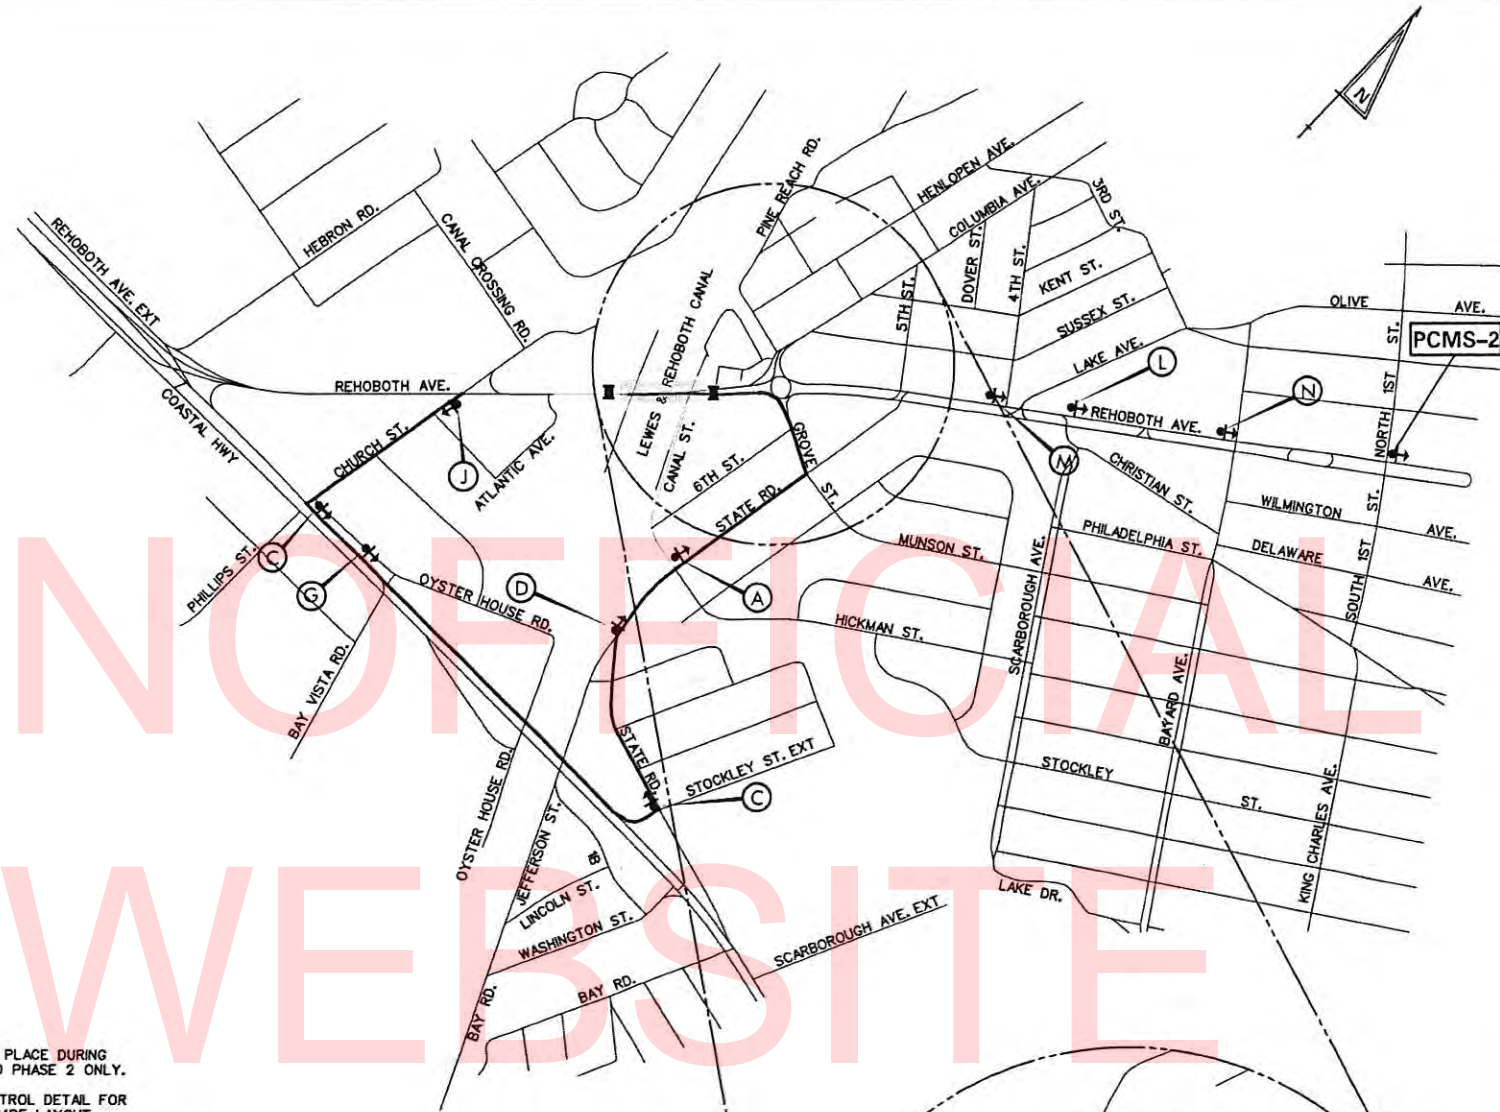 N
REHOBOTH AVE. EXT
HEBRON RD.
CANAL CROSSING RD.
PINE REACH RD.
HENLOPEN AVE.
COLUMBIA AVE.
3RD ST.
DOVER ST.
4TH ST.
KENT ST.
SUSSEX ST.
5TH ST.
LAKE AVE.
OLIVE AVE.
PCMS-2
NORTH 1ST ST.
LEWES & REHOBOTH CANAL
CANAL ST.
REHOBOTH AVE.
COASTAL HWY
CHURCH ST.
ATLANTIC AVE.
J
L
Z
M
REHOBOTH AVE.
GROVE ST.
6TH ST.
STATE RD.
CHRISTIAN ST.
WILMINGTON AVE.
PHILADELPHIA ST.
DELAWARE AVE.
SOUTH 1ST ST.
MUNSON ST.
HICKMAN ST.
SCARBOROUGH AVE.
PHILLIPS ST.
C
G
D
A
OYSTER HOUSE RD.
BAY VISTA RD.
STATE RD.
STOCKLEY ST. EXT
C
OYSTER HOUSE RD.
JEFFERSON ST.
1B
LINCOLN ST.
WASHINGTON ST.
BAY RD.
BAY RD.
SCARBOROUGH AVE. EXT
BAYARD AVE.
STOCKLEY ST.
KING CHARLES AVE.
LAKE DR.
NOFFICIAL
WEBSITE
PLACE DURING
PHASE 2 ONLY.
TROL DETAIL FOR